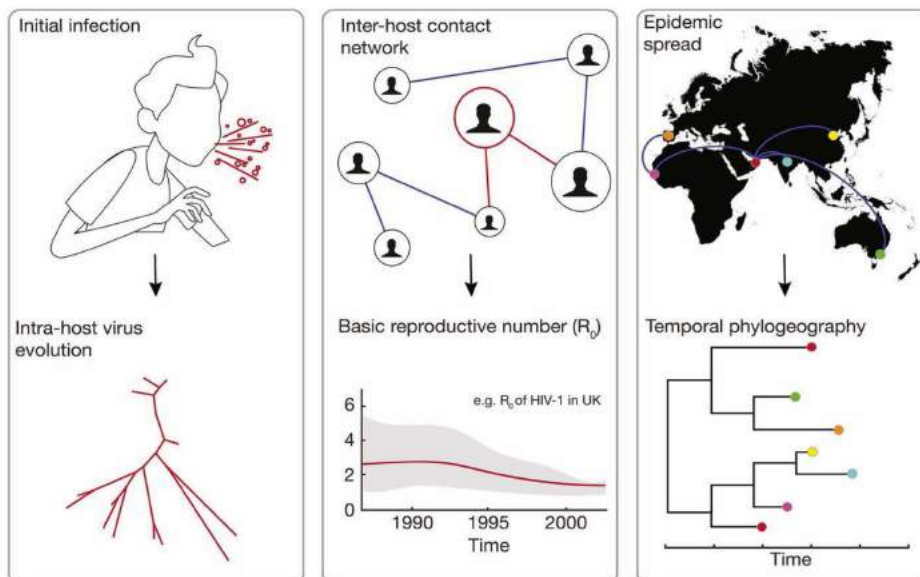 Initial infection
Intra-host virus
evolution
Inter-host contact
network
Basic reproductive number (R0)
e.g. R0 of HIV-1 in UK
6
4
2
0
1990
1995
2000
Time
Epidemic
spread
Temporal phylogeography
Time